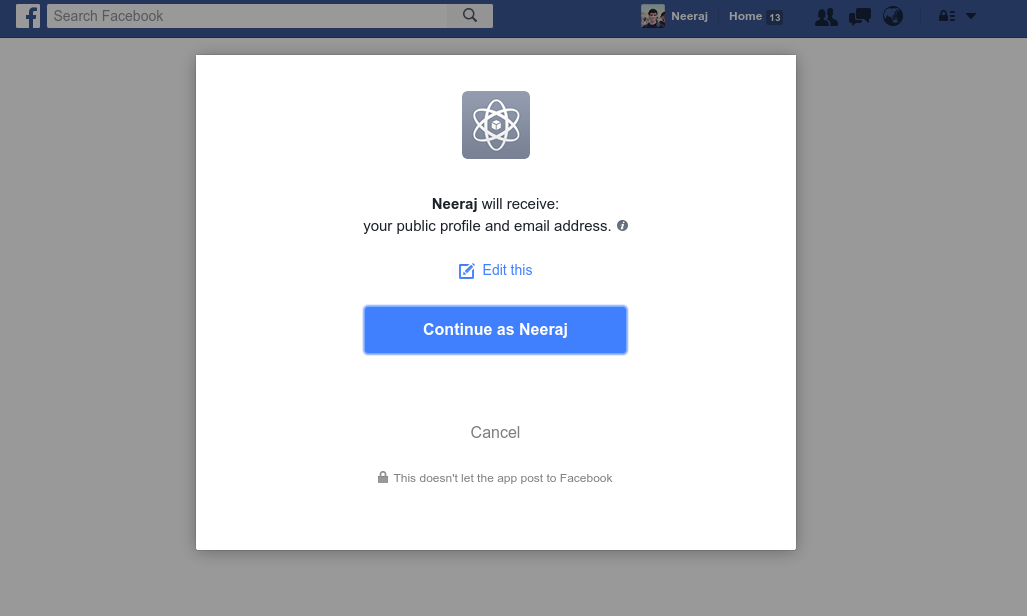 Search Facebook
Neeraj
Home 13
Neeraj will receive:
your public profile and email address.
Edit this
Continue as Neeraj
Cancel
This doesn't let the app post to Facebook